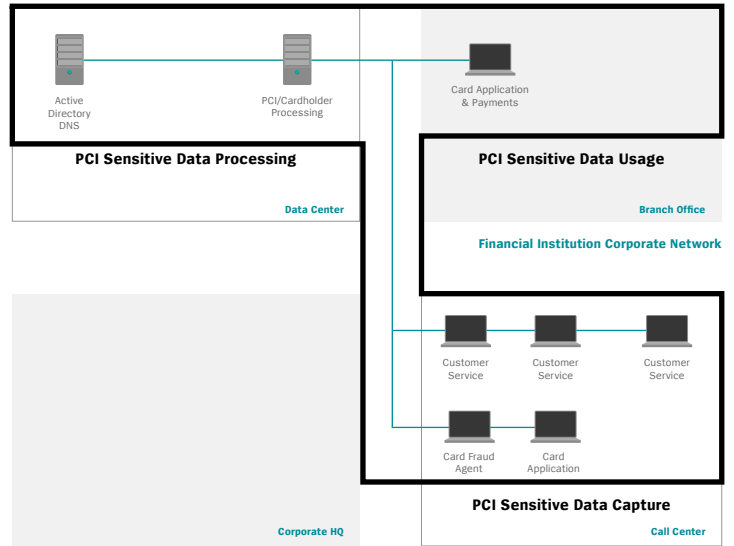 Active
Directory
DNS
PCI/Cardholder
Processing
Card Application
& Payments
PCI Sensitive Data Processing
Data Center
PCI Sensitive Data Usage
Branch Office
Financial Institution Corporate Network
Customer
Service
Customer
Service
Customer
Service
Card Fraud
Agent
Card
Application
PCI Sensitive Data Capture
Call Center
Corporate HQ